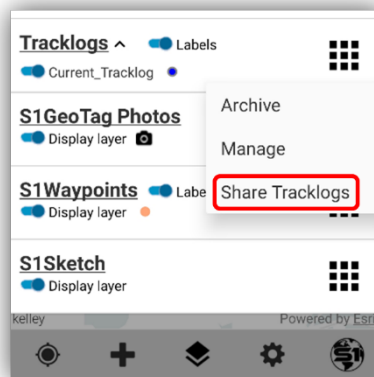 Tracklogs Labels
Current_Tracklog
Archive
S1GeoTag Photos
Display layer
Manage
S1Waypoints Labe
Share Tracklogs
Display layer
S1Sketch
Display layer
kelley Powered by Esri
S1